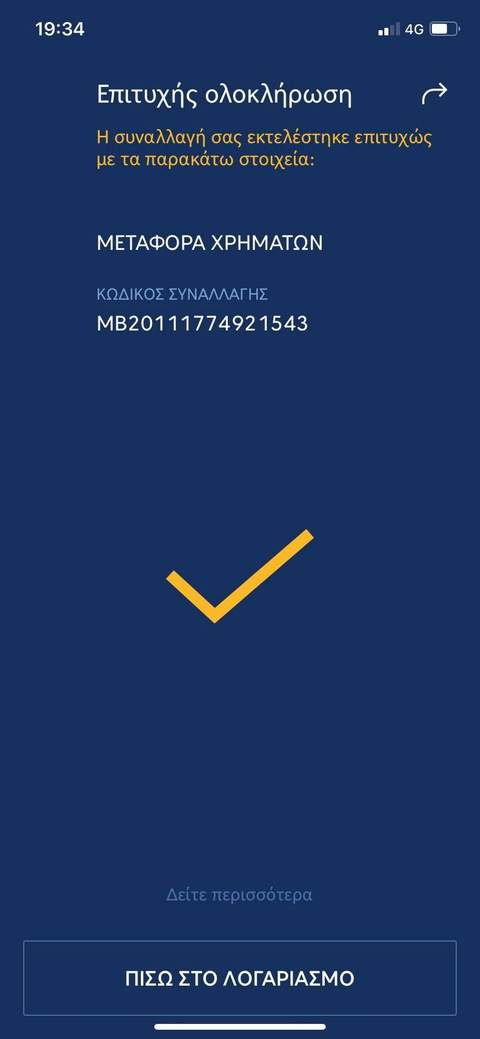 19:34
4G
Επιτυχής ολοκλήρωση
Η συναλλαγή σας εκτελέστηκε επιτυχώς
με τα παρακάτω στοιχεία:
ΜΕΤΑΦΟΡΑ ΧΡΗΜΑΤΩΝ
ΚΩΔΙΚΟΣ ΣΥΝΑΛΛΑΓΗΣ
MB20111774921543
Δείτε περισσότερα
ΠΙΣΩ ΣΤΟ ΛΟΓΑΡΙΑΣΜΟ